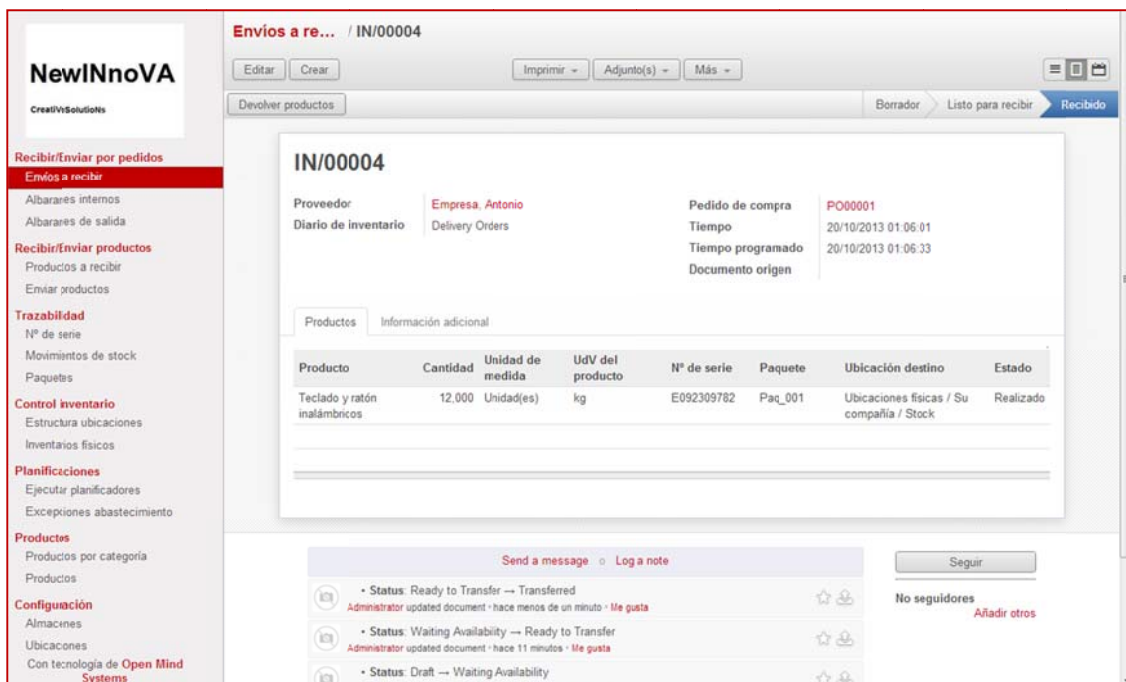 NewINnoVA
CreatiVeSolutioNs
Recibir/Enviar por pedidos
Envíos a recibir
Albaranes internos
Albaranes de salida
Recibir/Enviar productos
Productos a recibir
Enviar productos
Trazabilidad
Nº de serie
Movimientos de stock
Paquetes
Control inventario
Estructura ubicaciones
Inventarios físicos
Planificaciones
Ejecutar planificadores
Excepciones abastecimiento
Productos
Productos por categoría
Productos
Configuración
Almacenes
Ubicaciones
Con tecnología de Open Mind
Systems
Envíos a re... / IN/00004
Editar Crear Imprimir Adjunto(s) Más
Devolver productos Borrador Listo para recibir Recibido
IN/00004
Proveedor Empresa, Antonio
Diario de inventario Delivery Orders
Pedido de compra PO00001
Tiempo 20/10/2013 01:06:01
Tiempo programado 20/10/2013 01:06:33
Documento origen
Productos Información adicional
Producto Cantidad Unidad de medida UdV del producto Nº de serie Paquete Ubicación destino Estado
Teclado y ratón inalámbricos 12,000 Unidad(es) kg E092309782 Paq_001 Ubicaciones físicas / Su compañía / Stock Realizado
Send a message o Log a note
• Status: Ready to Transfer → Transferred
Administrator updated document • hace menos de un minuto • Me gusta
• Status: Waiting Availability → Ready to Transfer
Administrator updated document • hace 11 minutos • Me gusta
• Status: Draft → Waiting Availability
Seguir
No seguidores
Añadir otros